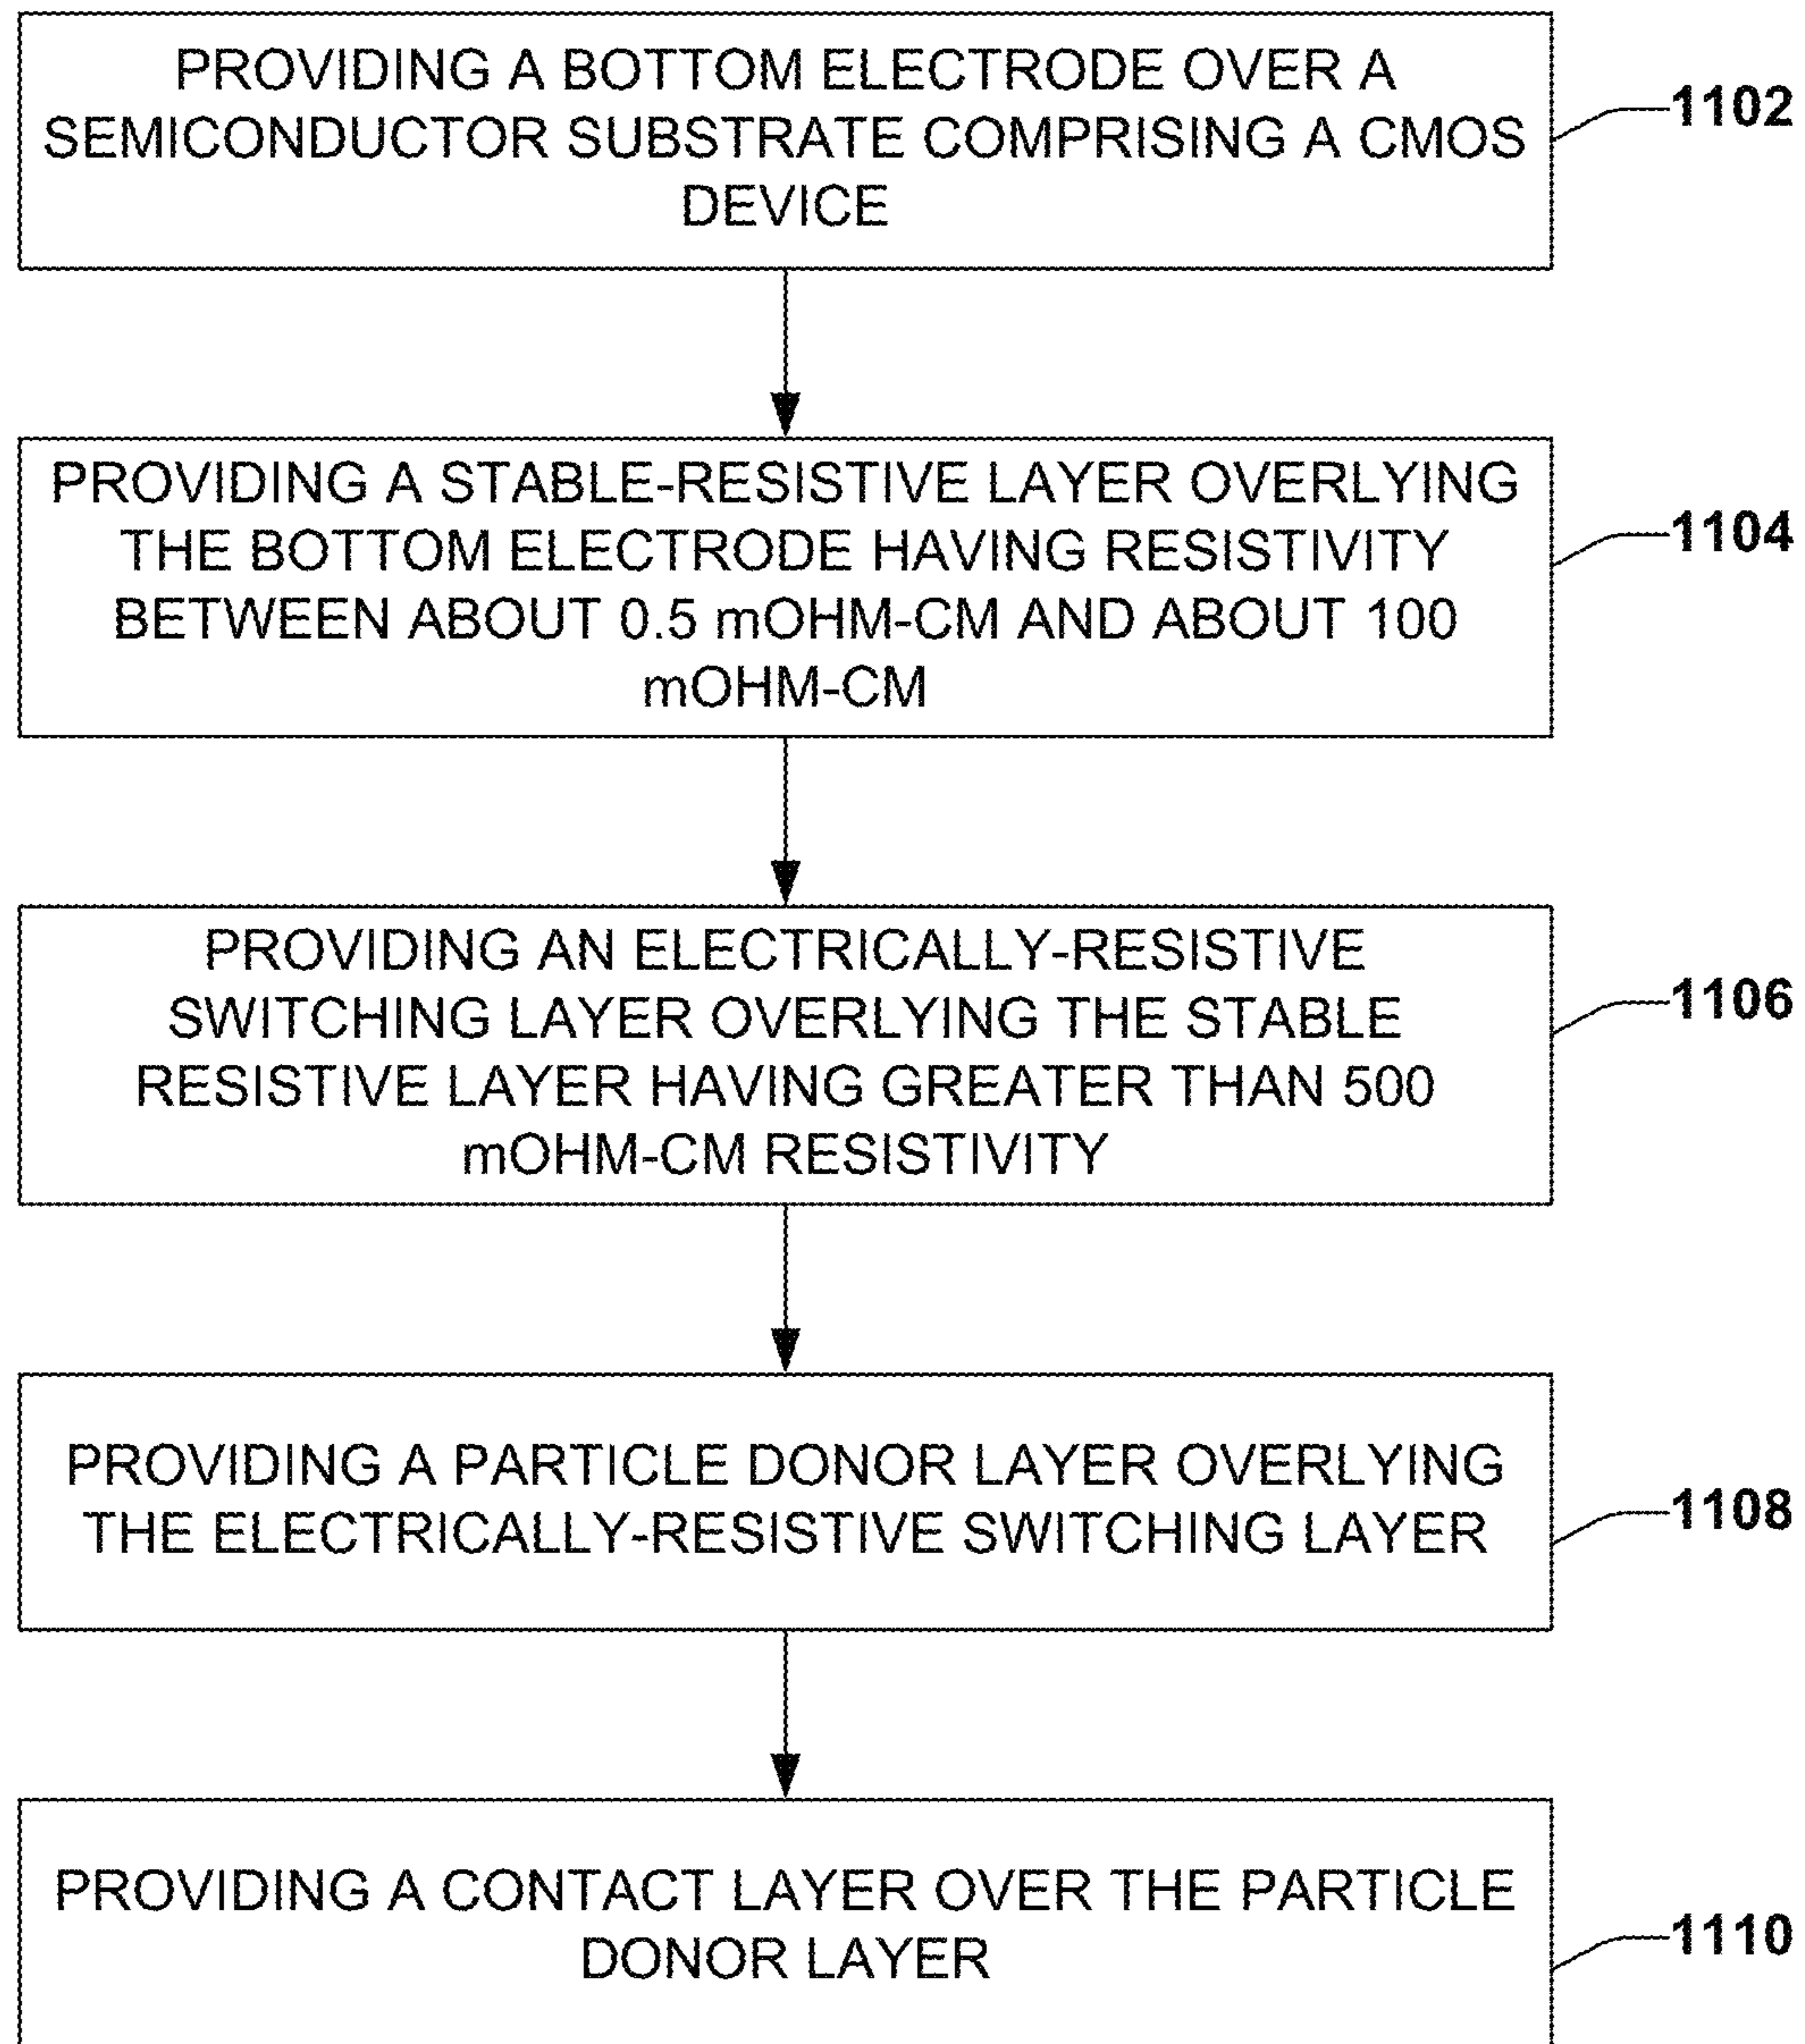 PROVIDING A BOTTOM ELECTRODE OVER A
SEMICONDUCTOR SUBSTRATE COMPRISING A CMOS
DEVICE
1102
PROVIDING A STABLE-RESISTIVE LAYER OVERLYING
THE BOTTOM ELECTRODE HAVING RESISTIVITY
BETWEEN ABOUT 0.5 mOHM-CM AND ABOUT 100
mOHM-CM
1104
PROVIDING AN ELECTRICALLY-RESISTIVE
SWITCHING LAYER OVERLYING THE STABLE
RESISTIVE LAYER HAVING GREATER THAN 500
mOHM-CM RESISTIVITY
1106
PROVIDING A PARTICLE DONOR LAYER OVERLYING
THE ELECTRICALLY-RESISTIVE SWITCHING LAYER
1108
PROVIDING A CONTACT LAYER OVER THE PARTICLE
DONOR LAYER
1110